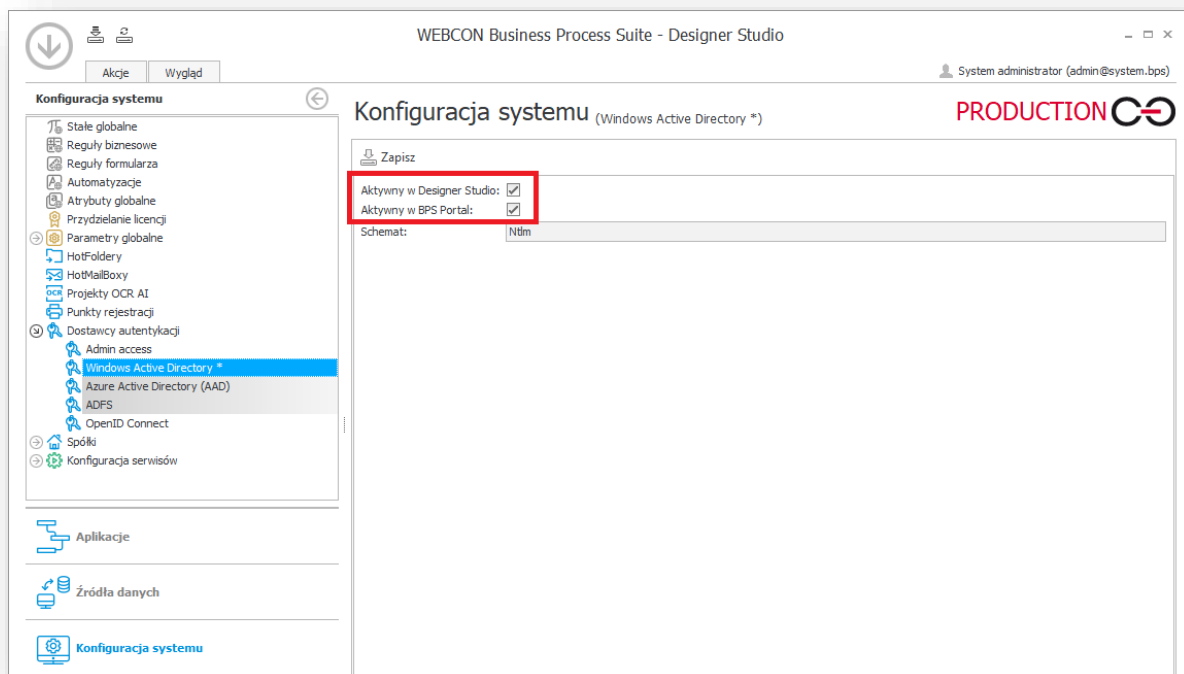 WEBCON Business Process Suite - Designer Studio
Akcje
Wygląd
System administrator (admin@system.bps)
Konfiguracja systemu
Stałe globalne
Reguły biznesowe
Reguły formularza
Automatyzacje
Atrybuty globalne
Przydzielanie licencji
Parametry globalne
HotFoldery
HotMailBoxy
Projekty OCR AI
Punkty rejestracji
Dostawcy autentykacji
Admin access
Windows Active Directory *
Azure Active Directory (AAD)
ADFS
OpenID Connect
Spółki
Konfiguracja serwisów
Aplikacje
Źródła danych
Konfiguracja systemu
Konfiguracja systemu (Windows Active Directory *)
PRODUCTION
Zapisz
Aktywny w Designer Studio:
Aktywny w BPS Portal:
Schemat: Ntlm